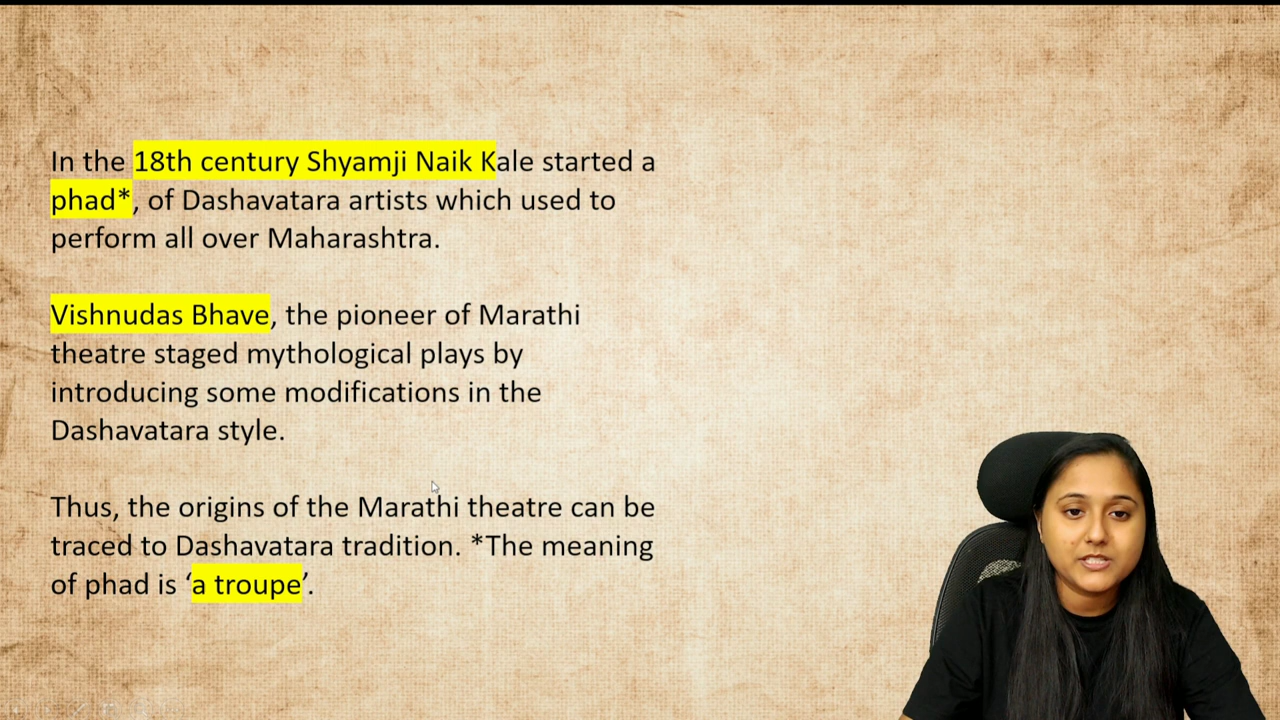 In the 18th century Shyamji Naik Kale started a
phad*, of Dashavatara artists which used to
perform all over Maharashtra.
Vishnudas Bhave, the pioneer of Marathi
theatre staged mythological plays by
introducing some modifications in the
Dashavatara style.
Thus, the origins of the Marathi theatre can be
traced to Dashavatara tradition. *The meaning
of phad is ‘a troupe’.